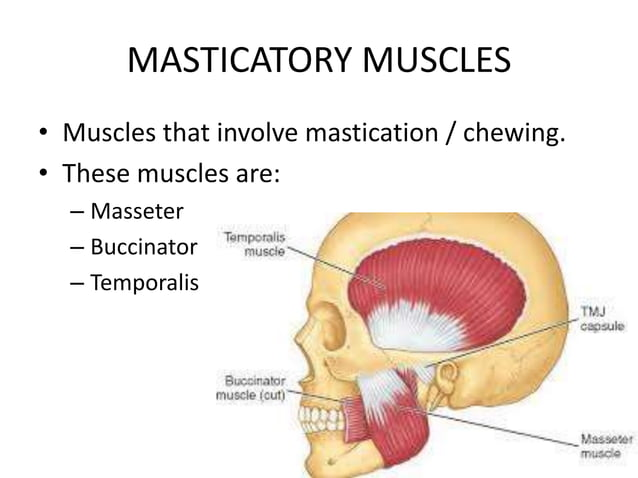 MASTICATORY MUSCLES
• Muscles that involve mastication / chewing.
• These muscles are:
– Masseter
– Buccinator
– Temporalis
Temporalis
muscle
TMJ
capsule
Buccinator
muscle (cut)
Masseter
muscle